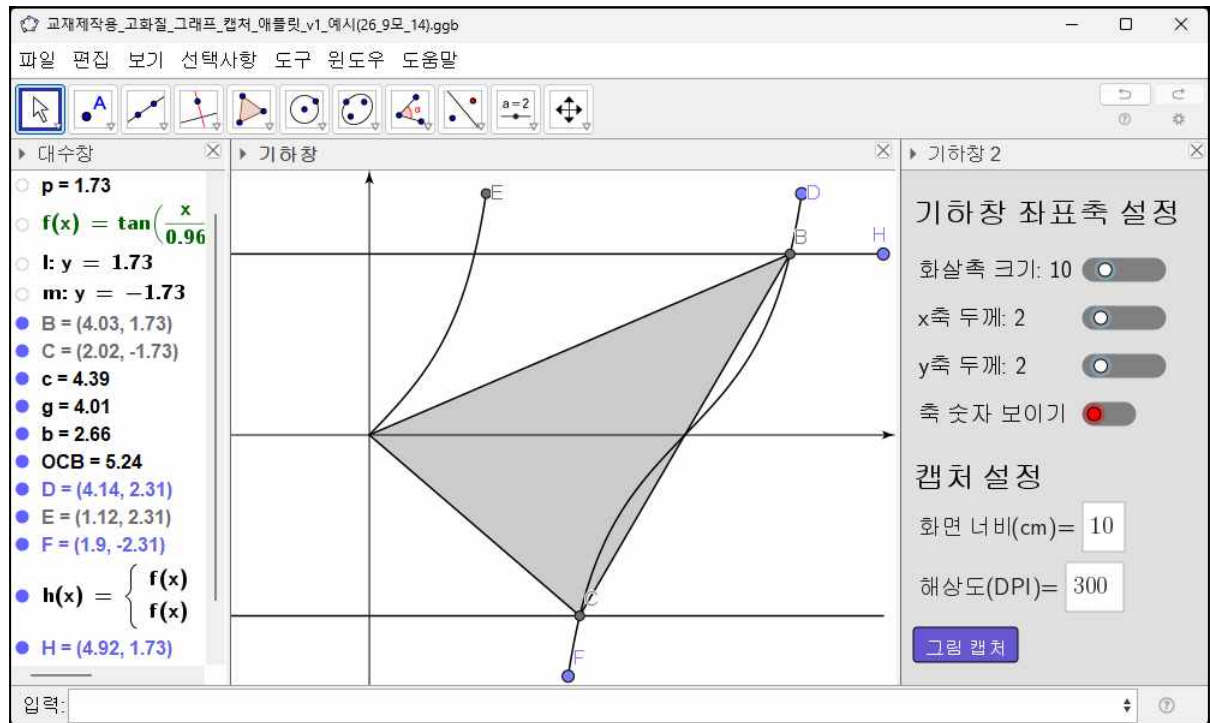 교재제작용_고화질_그래프_캡처_애플릿_v1_예시(26_9모_14).ggb
파일 편집 보기 선택사항 도구 윈도우 도움말
A α a=2
대수창
기하창
기하창 2
p = 1.73
f(x) = tan(x/0.96
l: y = 1.73
m: y = −1.73
B = (4.03, 1.73)
C = (2.02, -1.73)
c = 4.39
g = 4.01
b = 2.66
OCB = 5.24
D = (4.14, 2.31)
E = (1.12, 2.31)
F = (1.9, -2.31)
h(x) = { f(x)
f(x)
H = (4.92, 1.73)
E
D
B
H
C
F
기하창 좌표축 설정
화살촉 크기: 10
x축 두께: 2
y축 두께: 2
축 숫자 보이기
캡처 설정
화면 너비(cm)= 10
해상도(DPI)= 300
그림 캡처
입력: